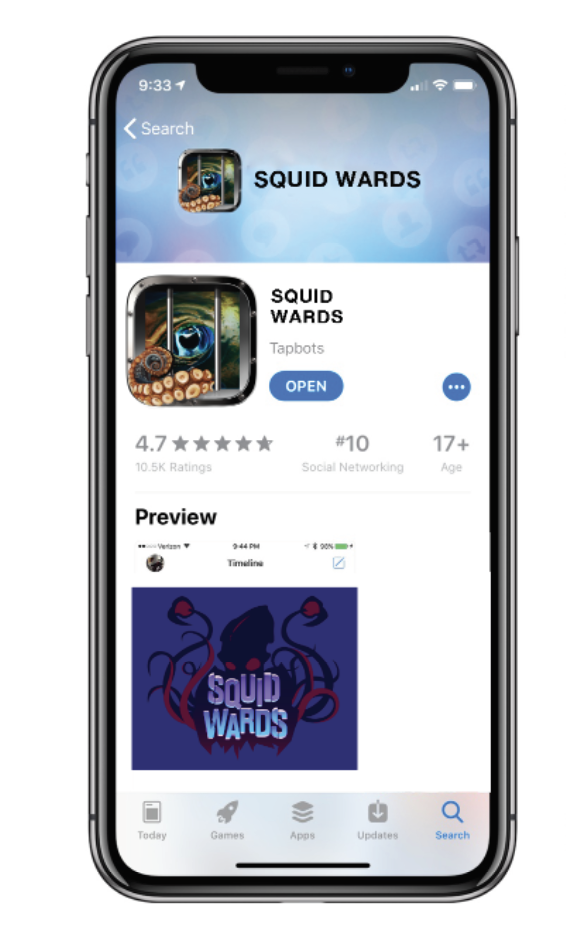 9:33
Search
SQUID WARDS
SQUID
WARDS
Tapbots
OPEN
4.7
#10
17+
10.5K Ratings
Social Networking
Age
Preview
Verizon
9:44 PM
90%
Timeline
SQUID
WARDS
Today
Games
Apps
Updates
Search